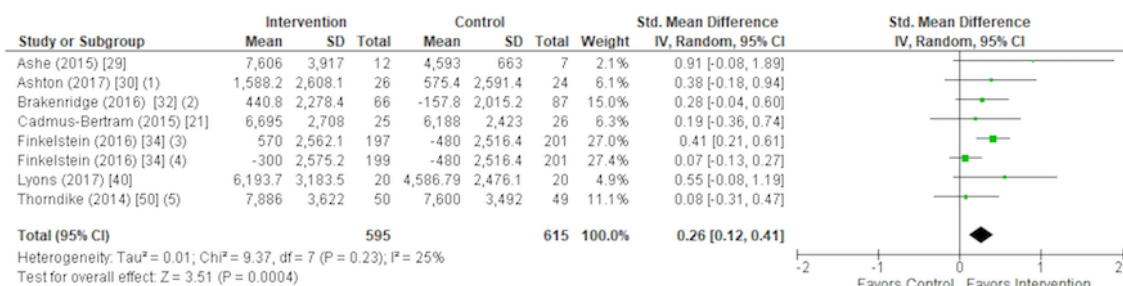 Intervention Control Std. Mean Difference Std. Mean Difference
Study or Subgroup Mean SD Total Mean SD Total Weight IV, Random, 95% CI IV, Random, 95% CI
Ashe (2015) [29] 7,606 3,917 12 4,593 663 7 2.1% 0.91 [-0.08, 1.89]
Ashton (2017) [30] (1) 1,588.2 2,608.1 26 575.4 2,591.4 24 6.1% 0.38 [-0.18, 0.94]
Brakenridge (2016) [32] (2) 440.8 2,278.4 66 -157.8 2,015.2 87 15.0% 0.28 [-0.04, 0.60]
Cadmus-Bertram (2015) [21] 6,695 2,708 25 6,188 2,423 26 6.3% 0.19 [-0.36, 0.74]
Finkelstein (2016) [34] (3) 570 2,562.1 197 -480 2,516.4 201 27.0% 0.41 [0.21, 0.61]
Finkelstein (2016) [34] (4) -300 2,575.2 199 -480 2,516.4 201 27.4% 0.07 [-0.13, 0.27]
Lyons (2017) [40] 6,193.7 3,183.5 20 4,586.79 2,476.1 20 4.9% 0.55 [-0.08, 1.19]
Thorndike (2014) [50] (5) 7,886 3,622 50 7,600 3,492 49 11.1% 0.08 [-0.31, 0.47]
Total (95% CI) 595 615 100.0% 0.26 [0.12, 0.41]
Heterogeneity: Tau² = 0.01; Chi² = 9.37, df = 7 (P = 0.23); I² = 25%
Test for overall effect: Z = 3.51 (P = 0.0004)
-2 -1 0 1 2
Favors Control Favors Intervention